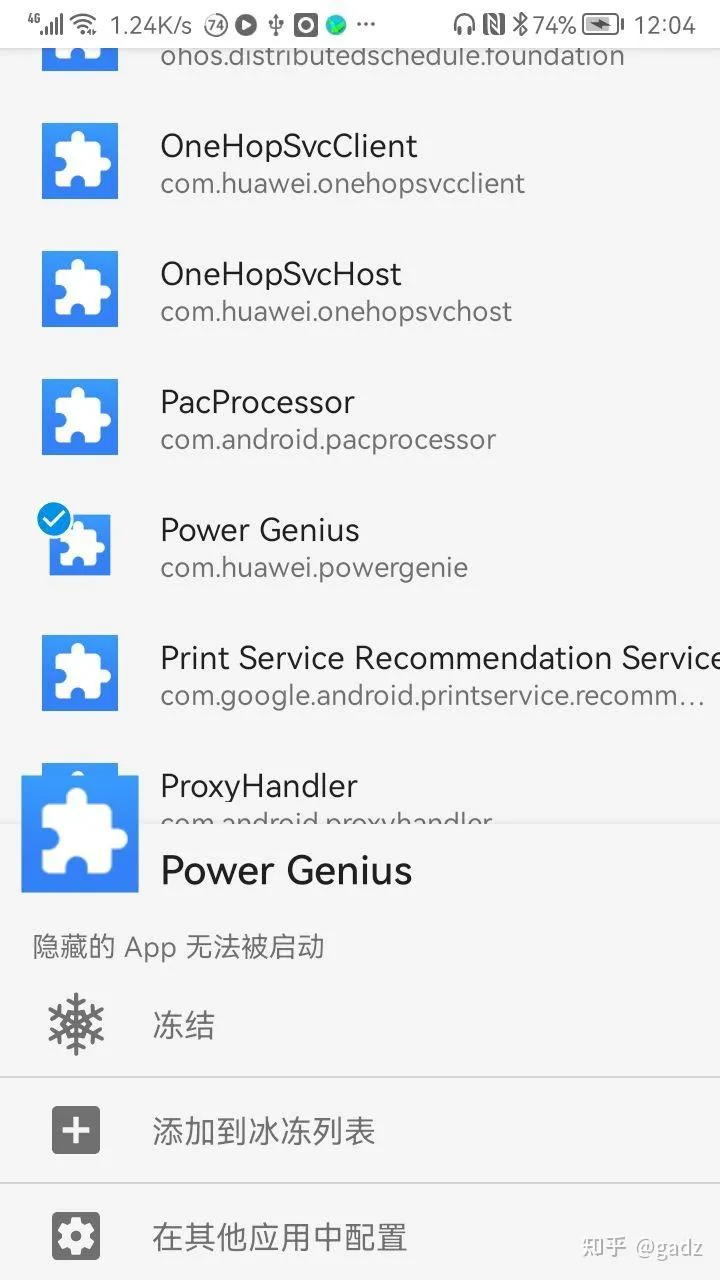 4G 1.24K/s 74 74% 12:04
ohos.distributedschedule.foundation
OneHopSvcClient
com.huawei.onehopsvcclient
OneHopSvcHost
com.huawei.onehopsvchost
PacProcessor
com.android.pacprocessor
Power Genius
com.huawei.powergenie
Print Service Recommendation Service
com.google.android.printservice.recomm…
ProxyHandler
com.android.proxyhandler
Power Genius
隐藏的 App 无法被启动
冻结
添加到冰冻列表
在其他应用中配置
知乎 @gadz